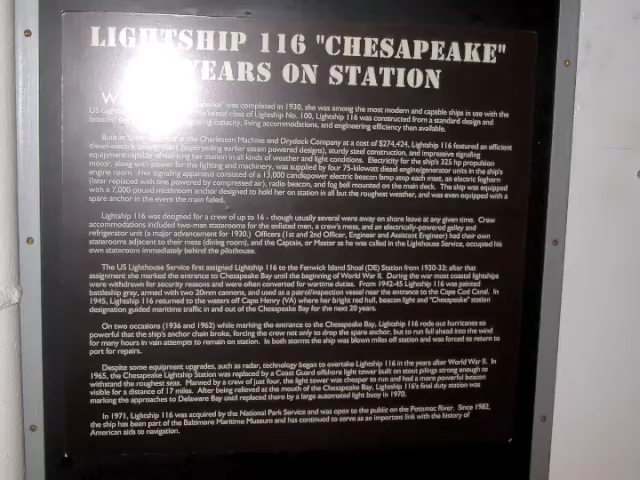 LIGHTSHIP 116 "CHESAPEAKE"
YEARS ON STATION
was completed in 1930, she was among the most modern and capable ships in use with the
US vessel class of Lightship No. 100, Lightship 116 was constructed from a standard design and
capacity, living accommodations, and engineering efficiency then available.
Built at the Charleston Machine and Drydock Company at a cost of $274,424, Lightship 116 featured an efficient
diesel-electric (superseding earlier steam powered designs), sturdy steel construction, and impressive signaling
equipment capable of marking her station in all kinds of weather and light conditions. Electricity for the ship's 325 hp propulsion
motor, along with power for the lighting and machinery, was supplied by four 75-kilowatt diesel engine/generator units in the ship's
engine room. Her signaling apparatus consisted of a 13,000 candlepower electric beacon lamp atop each mast, an electric foghorn
(later replaced with one powered by compressed air), radio beacon, and fog bell mounted on the main deck. The ship was equipped
with a 7,000-pound mushroom anchor designed to hold her on station in all but the roughest weather, and was even equipped with a
spare anchor in the event the main failed.
Lightship 116 was designed for a crew of up to 16 - though usually several were away on shore leave at any given time. Crew
accommodations included two-man staterooms for the enlisted men, a crew's mess, and an electrically-powered galley and
refrigerator unit (a major advancement for 1930.) Officers (1st and 2nd Officer, Engineer and Assistant Engineer) had their own
staterooms adjacent to their mess (dining room), and the Captain, or Master as he was called in the Lighthouse Service, occupied his
own stateroom immediately behind the pilothouse.
The US Lighthouse Service first assigned Lightship 116 to the Fenwick Island Shoal (DE) Station from 1930-33; after that
assignment she marked the entrance to Chesapeake Bay until the beginning of World War II. During the war most coastal lightships
were withdrawn for security reasons and were often converted for wartime duties. From 1942-45 Lightship 116 was painted
battleship gray, armed with two 20mm cannons, and used as a patrol/inspection vessel near the entrance to the Cape Cod Canal. In
1945, Lightship 116 returned to the waters off Cape Henry (VA) where her bright red hull, beacon light and "Chesapeake" station
designation guided maritime traffic in and out of the Chesapeake Bay for the next 20 years.
On two occasions (1936 and 1962) while marking the entrance to the Chesapeake Bay, Lightship 116 rode out hurricanes so
powerful that the ship's anchor chain broke, forcing the crew not only to drop the spare anchor, but to run full ahead into the wind
for many hours in vain attempts to remain on station. In both storms the ship was blown miles off station and was forced to return to
port for repairs.
Despite some equipment upgrades, such as radar, technology began to overtake Lightship 116 in the years after World War II. In
1965, the Chesapeake Lightship Station was replaced by a Coast Guard offshore light tower built on stout pilings strong enough to
withstand the roughest seas. Manned by a crew of just four, the light tower was cheaper to run and had a more powerful beacon
visible for a distance of 17 miles. After being relieved at the mouth of the Chesapeake Bay, Lightship 116's final duty station was
marking the approaches to Delaware Bay until replaced there by a large automated light buoy in 1970.
In 1971, Lightship 116 was acquired by the National Park Service and was open to the public on the Potomac River. Since 1982,
the ship has been part of the Baltimore Maritime Museum and has continued to serve as an important link with the history of
American aids to navigation.